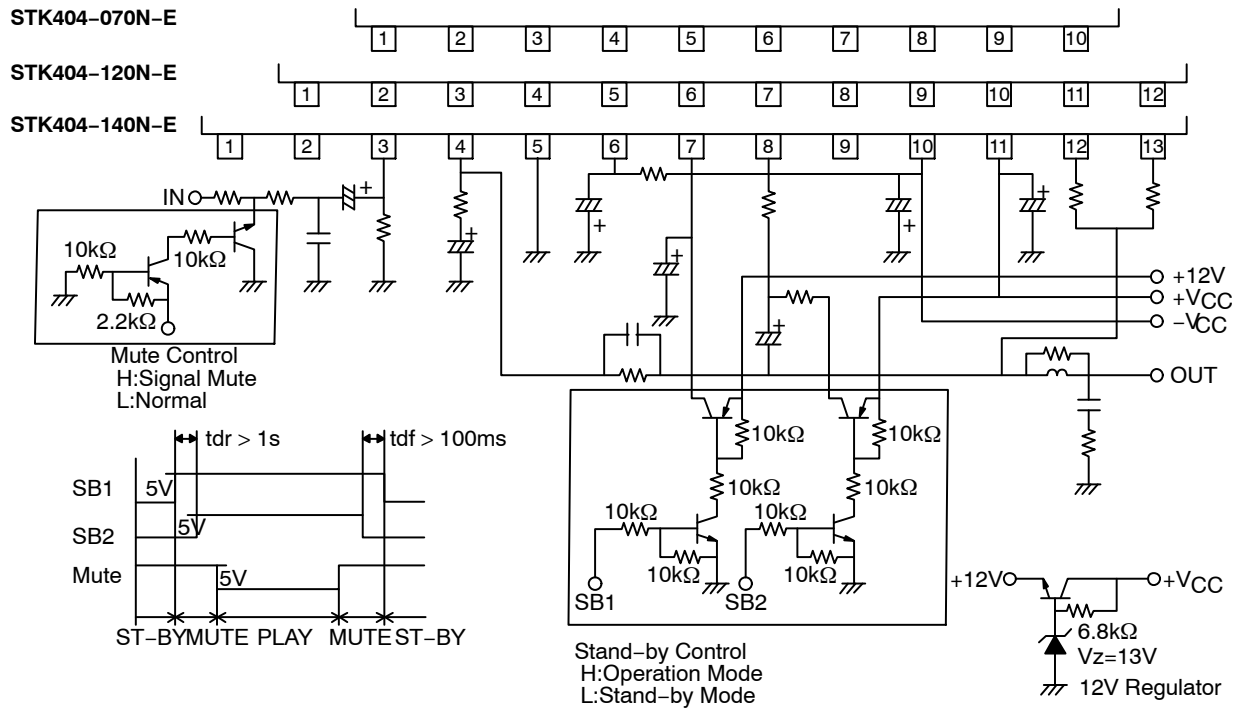 STK404−070N−E
1 2 3 4 5 6 7 8 9 10
STK404−120N−E
1 2 3 4 5 6 7 8 9 10 11 12
STK404−140N−E
1 2 3 4 5 6 7 8 9 10 11 12 13
IN
+
+
+
+
+
+
+
10kΩ
10kΩ
2.2kΩ
Mute Control
H:Signal Mute
L:Normal
+12V
+VCC
−VCC
OUT
tdr > 1s
tdf > 100ms
SB1
5V
SB2
5V
Mute
5V
ST−BY MUTE PLAY MUTE ST−BY
10kΩ
10kΩ
10kΩ
10kΩ
10kΩ
10kΩ
10kΩ
10kΩ
SB1
SB2
Stand−by Control
H:Operation Mode
L:Stand−by Mode
+12V
+VCC
6.8kΩ
Vz=13V
12V Regulator